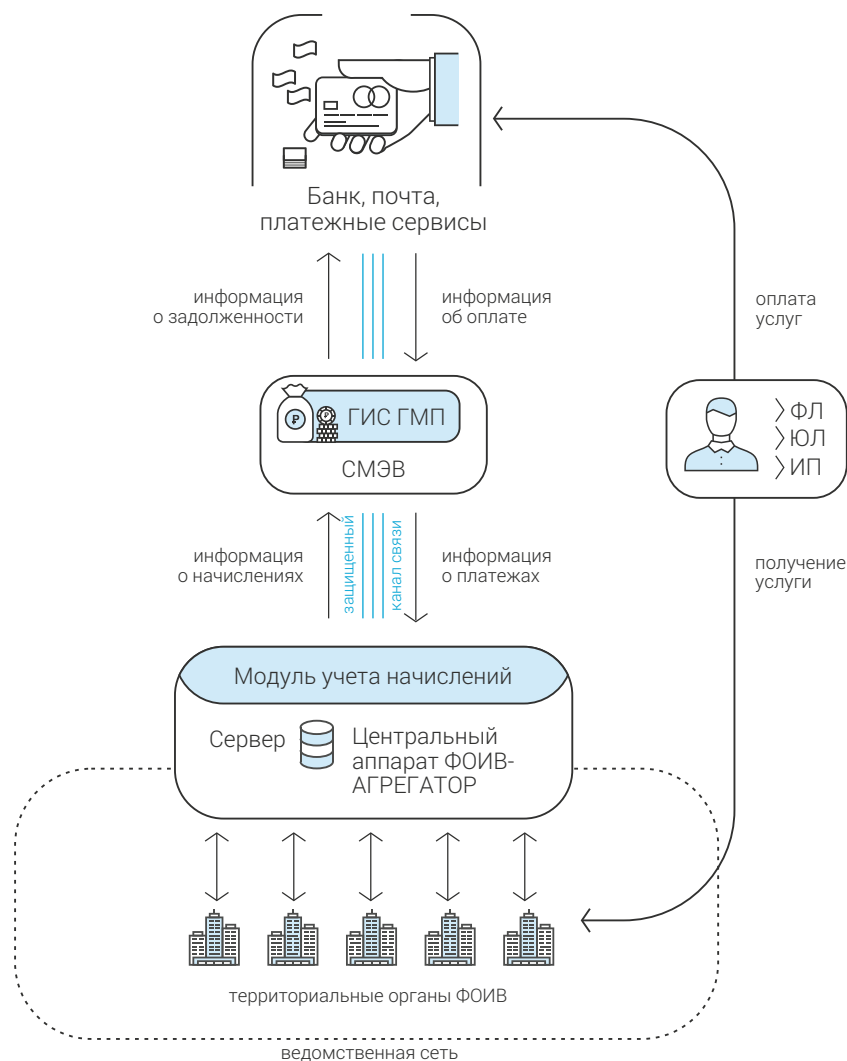 Банк, почта,
платежные сервисы
информация
о задолженности
информация
об оплате
оплата
услуг
₽
₽
ГИС ГМП
СМЭВ
ФЛ
ЮЛ
ИП
информация
о начислениях
защищенный
канал связи
информация
о платежах
получение
услуги
Модуль учета начислений
Сервер
Центральный
аппарат ФОИВ-
АГРЕГАТОР
территориальные органы ФОИВ
ведомственная сеть